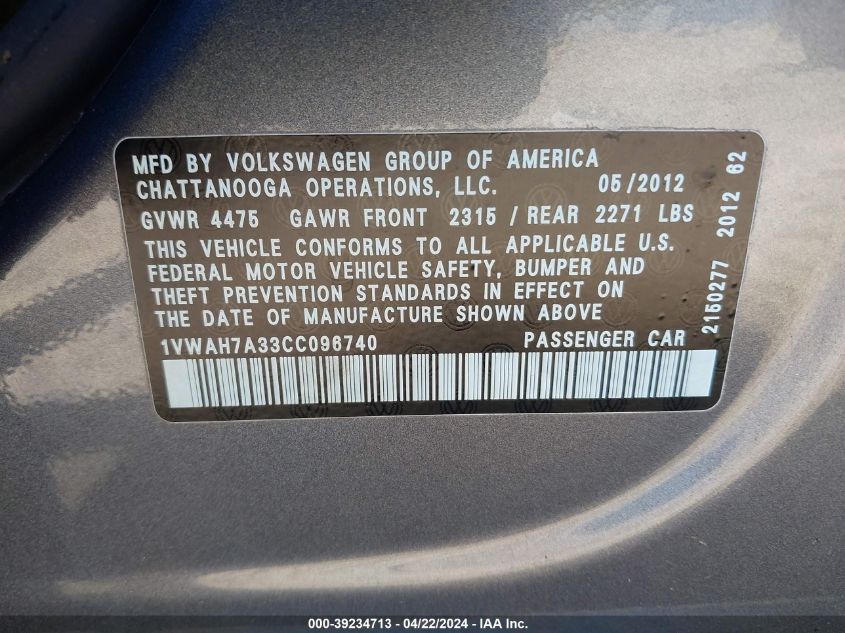 MFD BY VOLKSWAGEN GROUP OF AMERICA
CHATTANOOGA OPERATIONS, LLC. 05/2012
GVWR 4475 GAWR FRONT 2315 / REAR 2271 LBS
THIS VEHICLE CONFORMS TO ALL APPLICABLE U.S.
FEDERAL MOTOR VEHICLE SAFETY, BUMPER AND
THEFT PREVENTION STANDARDS IN EFFECT ON
THE DATE OF MANUFACTURE SHOWN ABOVE
1VWAH7A33CC096740 PASSENGER CAR
2150277 2012 62
000-39234713 - 04/22/2024 - IAA Inc.